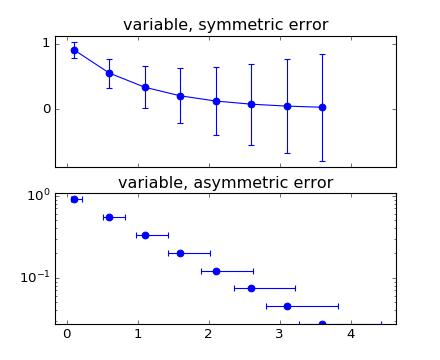 variable, symmetric error
1
0
variable, asymmetric error
10⁰
10⁻¹
0 1 2 3 4